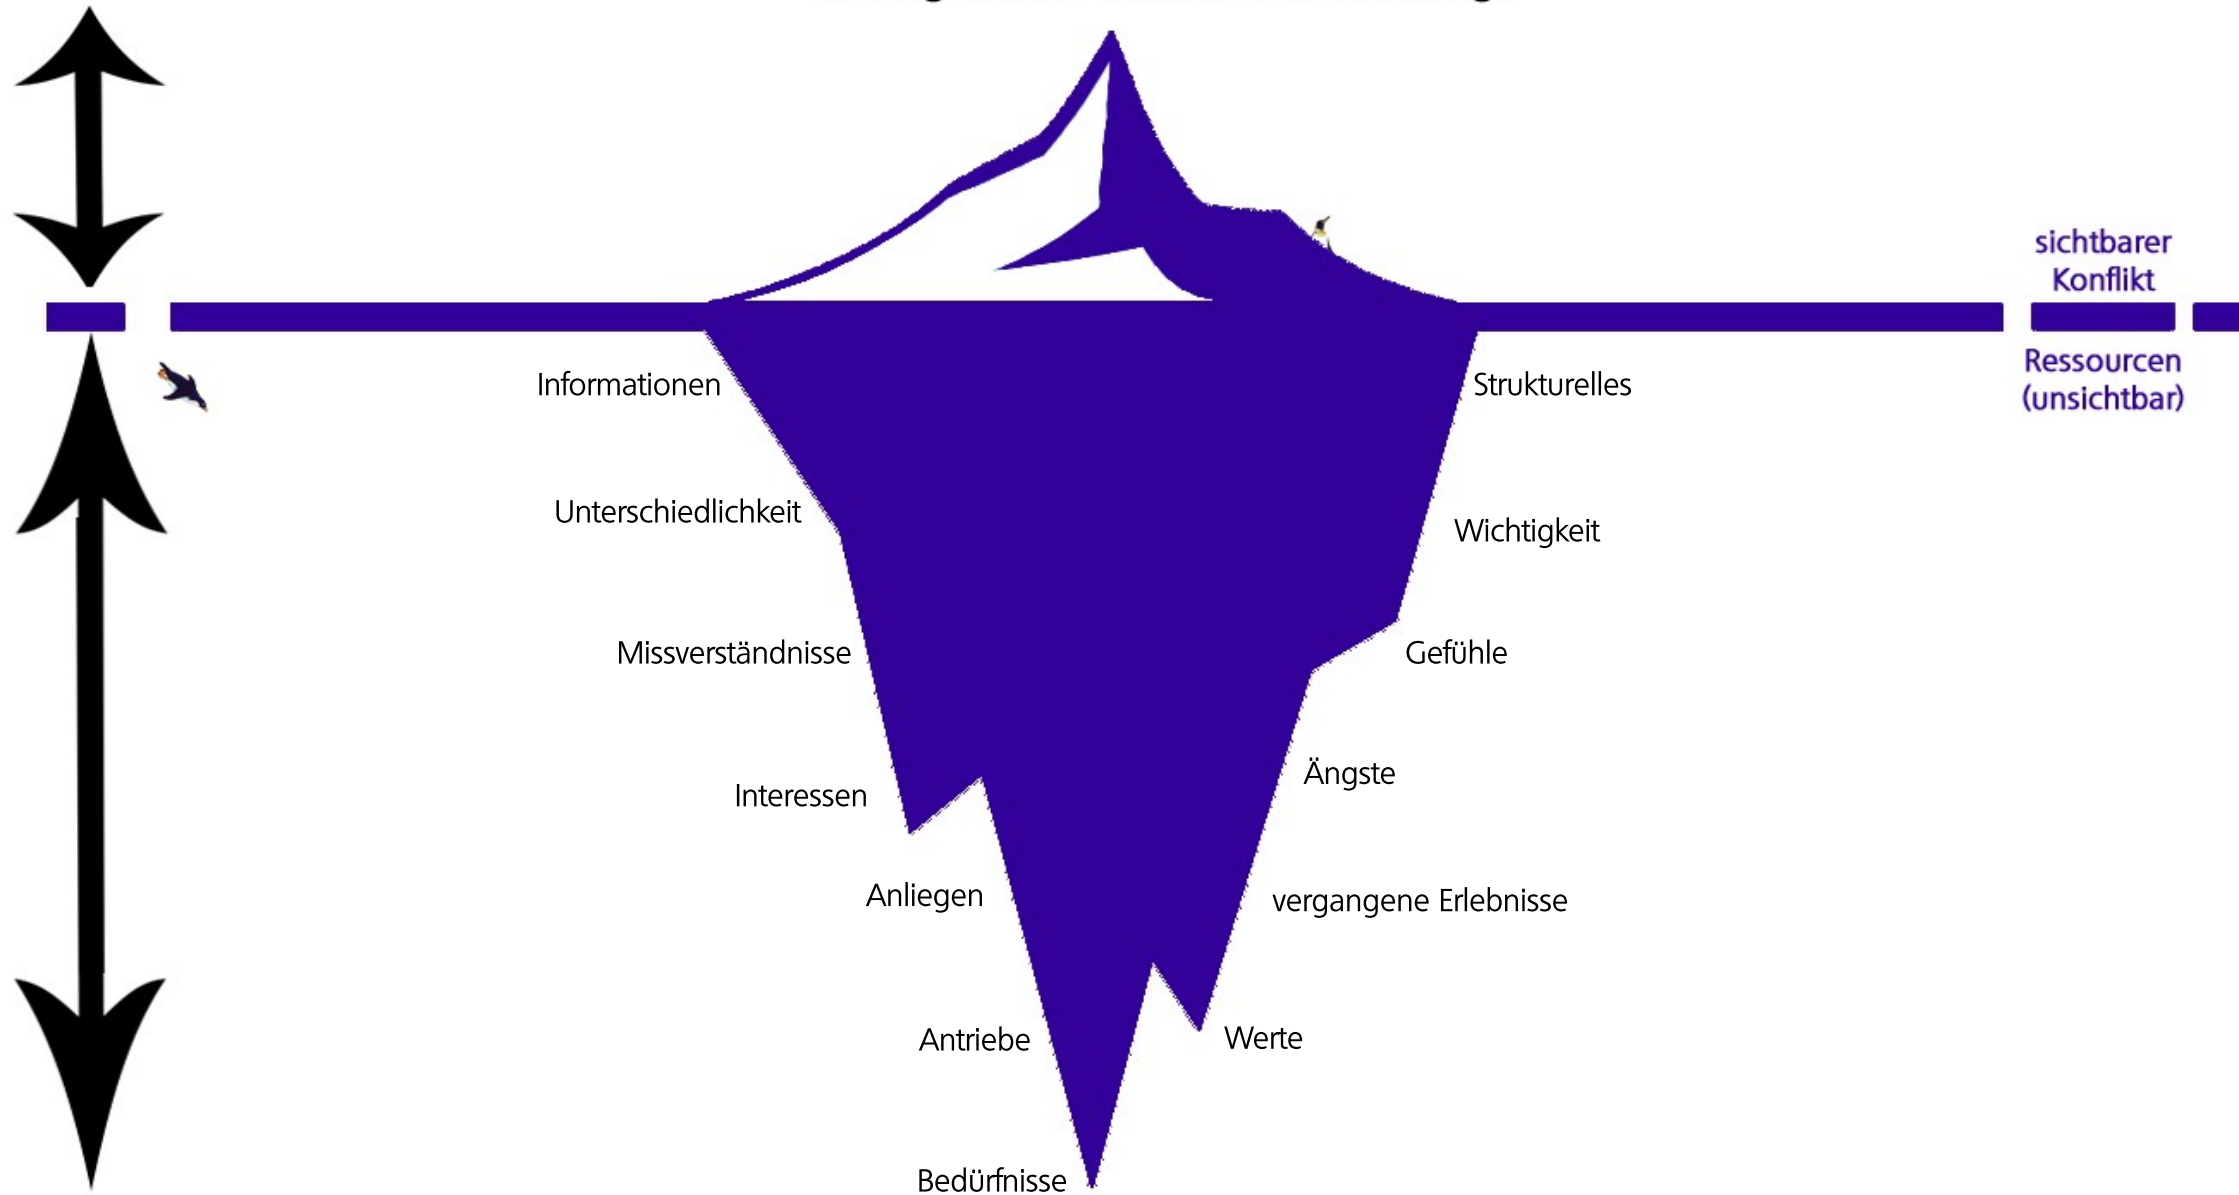 sichtbarer
Konflikt
Ressourcen
(unsichtbar)
Informationen
Strukturelles
Unterschiedlichkeit
Wichtigkeit
Missverständnisse
Gefühle
Interessen
Ängste
Anliegen
vergangene Erlebnisse
Antriebe
Werte
Bedürfnisse